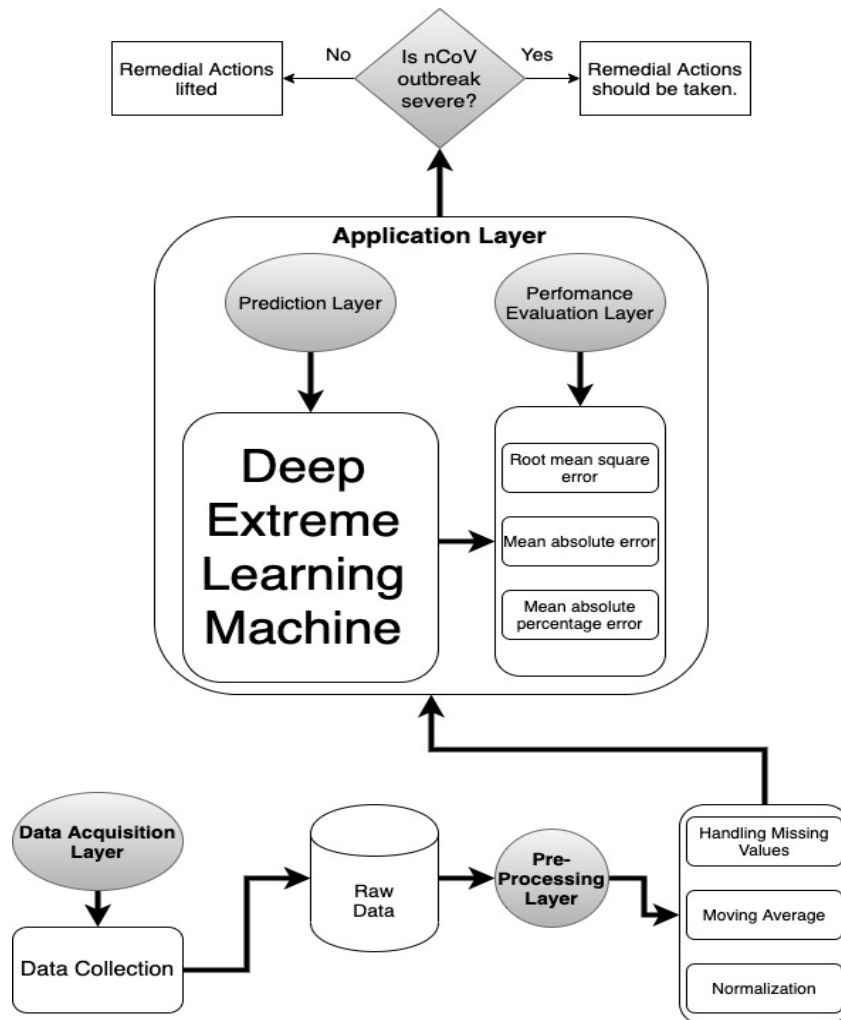 No
Is nCoV
outbreak
severe?
Yes
Remedial Actions
lifted
Remedial Actions
should be taken.
Application Layer
Prediction Layer
Perfomance
Evaluation Layer
Deep
Extreme
Learning
Machine
Root mean square
error
Mean absolute error
Mean absolute
percentage error
Data Acquisition
Layer
Data Collection
Raw
Data
Pre-
Processing
Layer
Handling Missing
Values
Moving Average
Normalization